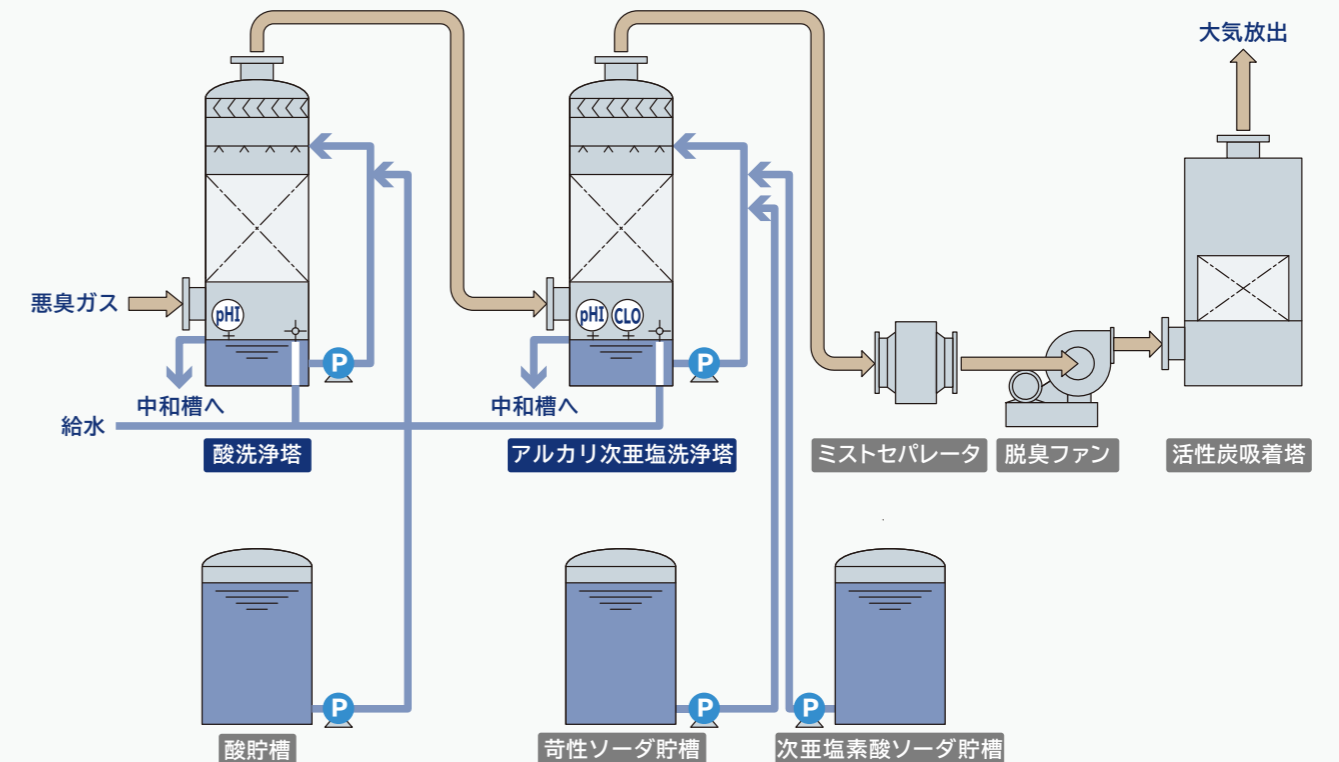 大気放出
悪臭ガス
pHI
pHI
CLO
P
P
中和槽へ
中和槽へ
給水
酸洗浄塔
アルカリ次亜塩洗浄塔
ミストセパレータ
脱臭ファン
活性炭吸着塔
P
P
P
酸貯槽
苛性ソーダ貯槽
次亜塩素酸ソーダ貯槽